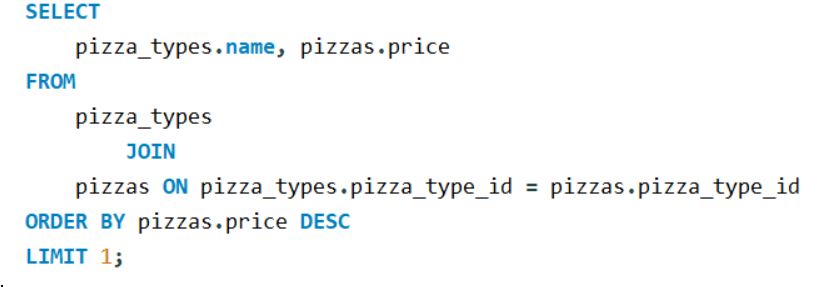 SELECT
pizza_types.name, pizzas.price
FROM
pizza_types
JOIN
pizzas ON pizza_types.pizza_type_id = pizzas.pizza_type_id
ORDER BY pizzas.price DESC
LIMIT 1;